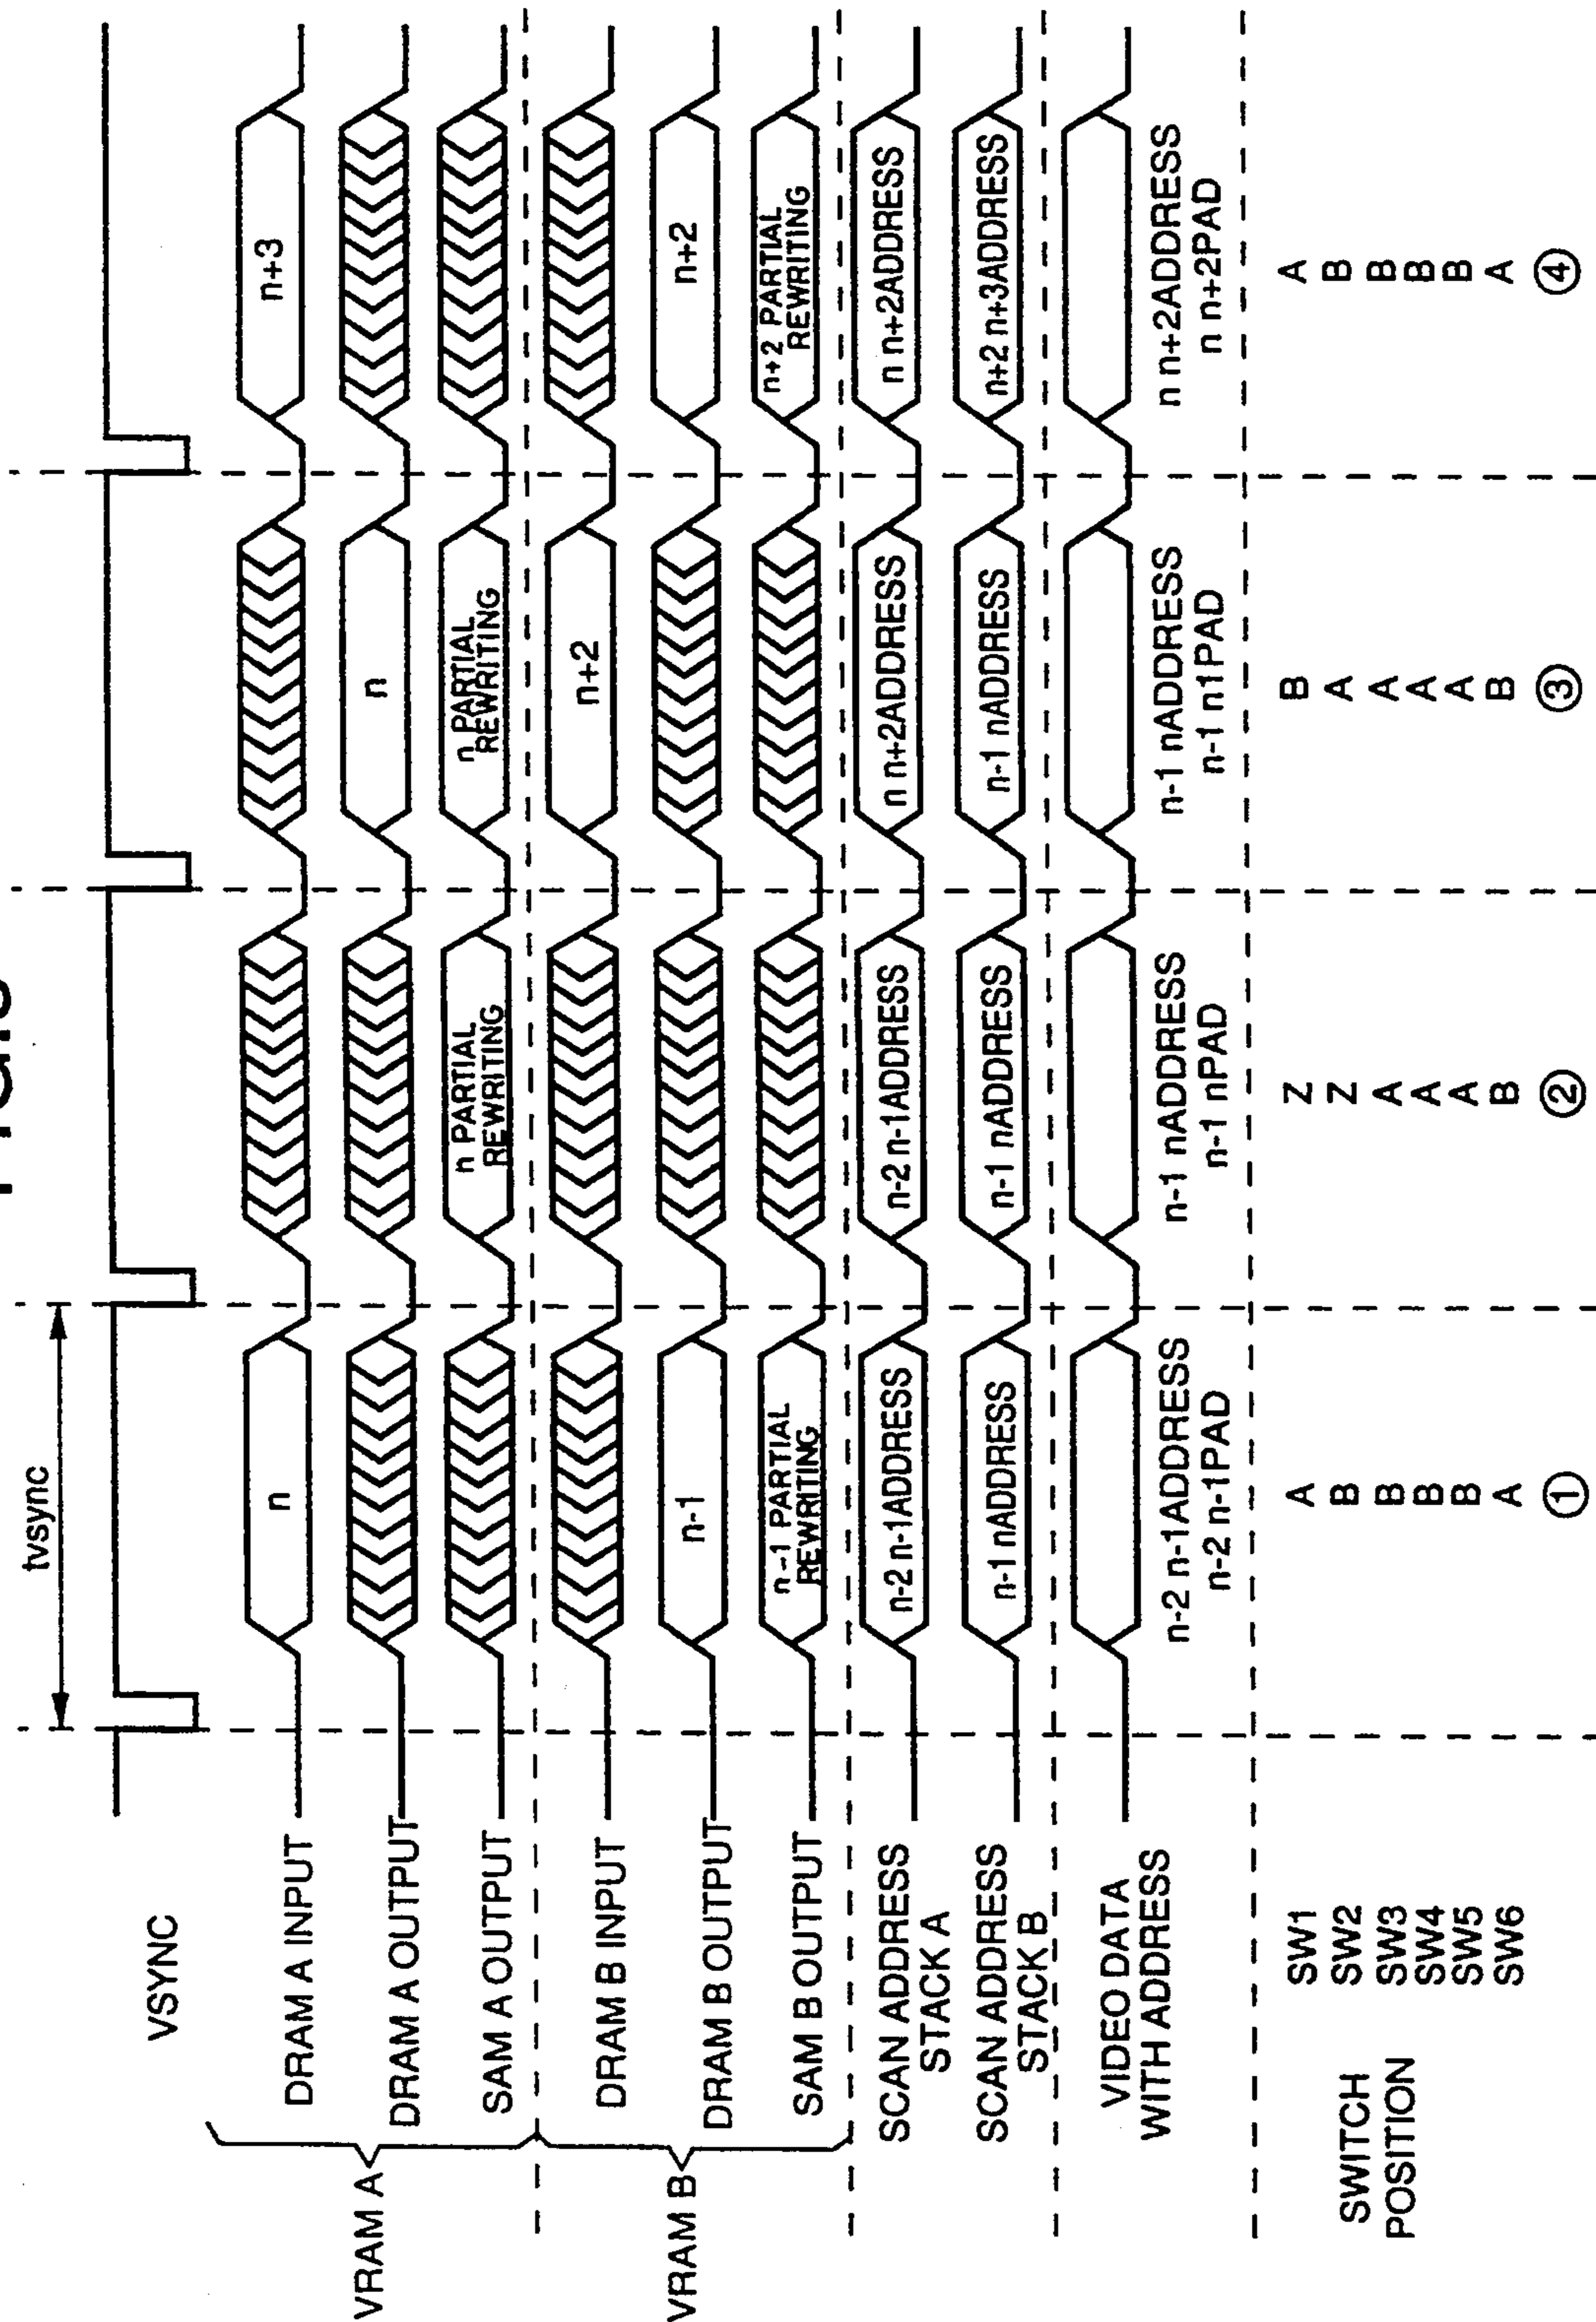 tvsync
VSYNC
VRAM A
DRAM A INPUT
n
n+3
DRAM A OUTPUT
n
SAM A OUTPUT
n PARTIAL
REWRITING
n PARTIAL
REWRITING
VRAM B
DRAM B INPUT
n+2
DRAM B OUTPUT
n-1
n+2
SAM B OUTPUT
n-1 PARTIAL
REWRITING
n+2 PARTIAL
REWRITING
SCAN ADDRESS
STACK A
n-2 n-1ADDRESS
n-2 n-1ADDRESS
n n+2ADDRESS
n n+2ADDRESS
SCAN ADDRESS
STACK B
n-1 nADDRESS
n-1 nADDRESS
n-1 nADDRESS
n+2 n+3ADDRESS
VIDEO DATA
WITH ADDRESS
n-2 n-1ADDRESS
n-2 n-1PAD
n-1 nADDRESS
n-1 nPAD
n-1 nADDRESS
n-1 n1PAD
n n+2ADDRESS
n n+2PAD
SWITCH
POSITION
SW1 A Z B A
SW2 B Z A B
SW3 B A A B
SW4 B A A B
SW5 B A A B
SW6 A B B A
① ② ③ ④